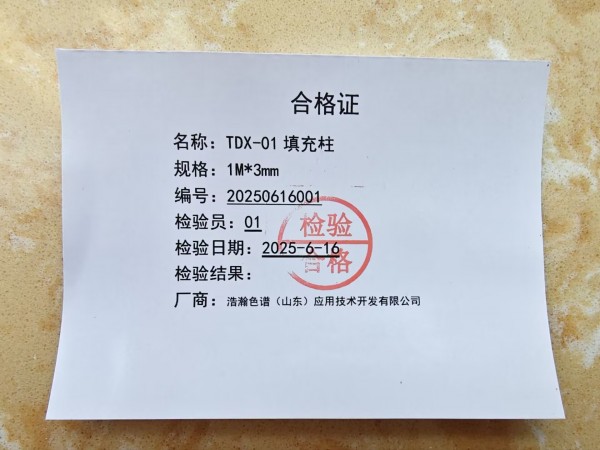 合格证
名称：TDX-01 填充柱
规格：1M*3mm
编号：20250616001
检验员：01
检验日期：2025-6-16
检验结果：
厂商：浩瀚色谱（山东）应用技术开发有限公司
检验
合格